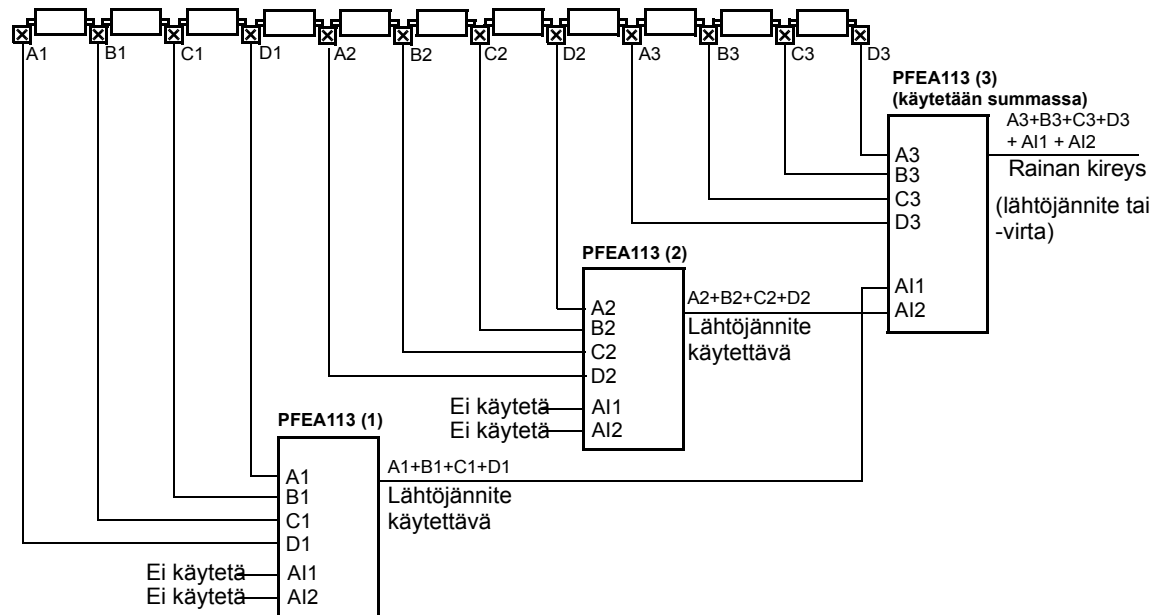 A1 B1 C1 D1 A2 B2 C2 D2 A3 B3 C3 D3
PFEA113 (3)
(käytetään summassa)
A3
B3
C3
D3
AI1
AI2
A3+B3+C3+D3
+ AI1 + AI2
Rainan kireys
(lähtöjännite tai
-virta)
PFEA113 (2)
A2
B2
C2
D2
Ei käytetä AI1
Ei käytetä AI2
A2+B2+C2+D2
Lähtöjännite
käytettävä
PFEA113 (1)
A1
B1
C1
D1
Ei käytetä AI1
Ei käytetä AI2
A1+B1+C1+D1
Lähtöjännite
käytettävä